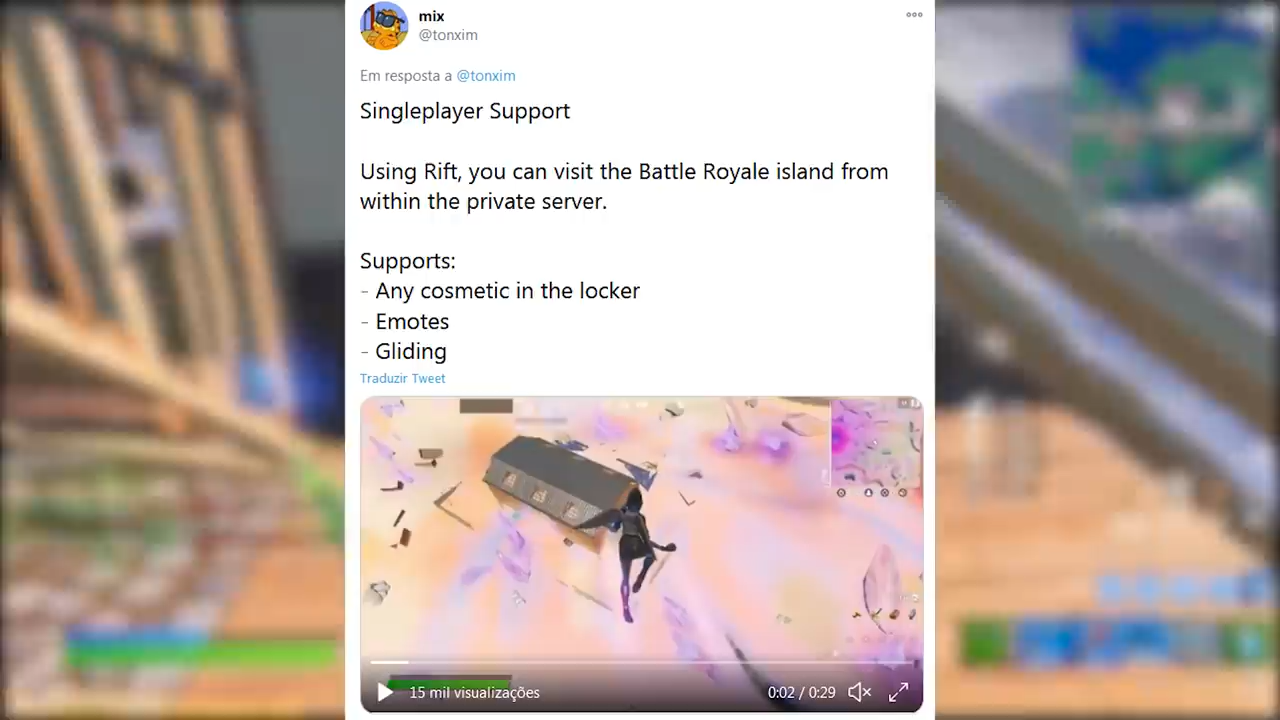 mix
@tonxim
Em resposta a @tonxim
Singleplayer Support
Using Rift, you can visit the Battle Royale island from
within the private server.
Supports:
- Any cosmetic in the locker
- Emotes
- Gliding
Traduzir Tweet
15 mil visualizações
0:02 / 0:29